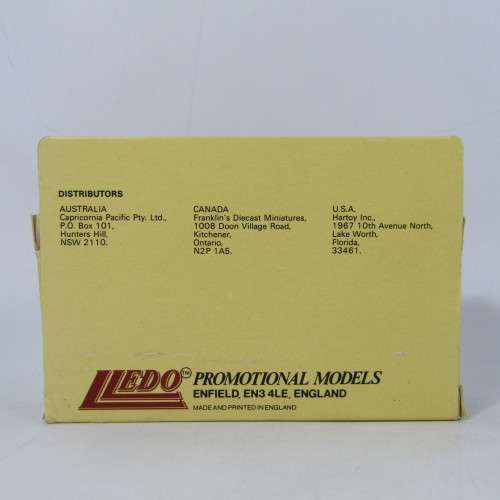 DISTRIBUTORS
AUSTRALIA
Capricornia Pacific Pty. Ltd.,
P.O. Box 101,
Hunters Hill,
NSW 2110.
CANADA
Franklin's Diecast Miniatures,
1008 Doon Village Road,
Kitchener,
Ontario,
N2P 1A5.
U.S.A.
Hartoy Inc.,
1967 10th Avenue North,
Lake Worth,
Florida,
33461.
LLEDO™ PROMOTIONAL MODELS
ENFIELD, EN3 4LE, ENGLAND
MADE AND PRINTED IN ENGLAND